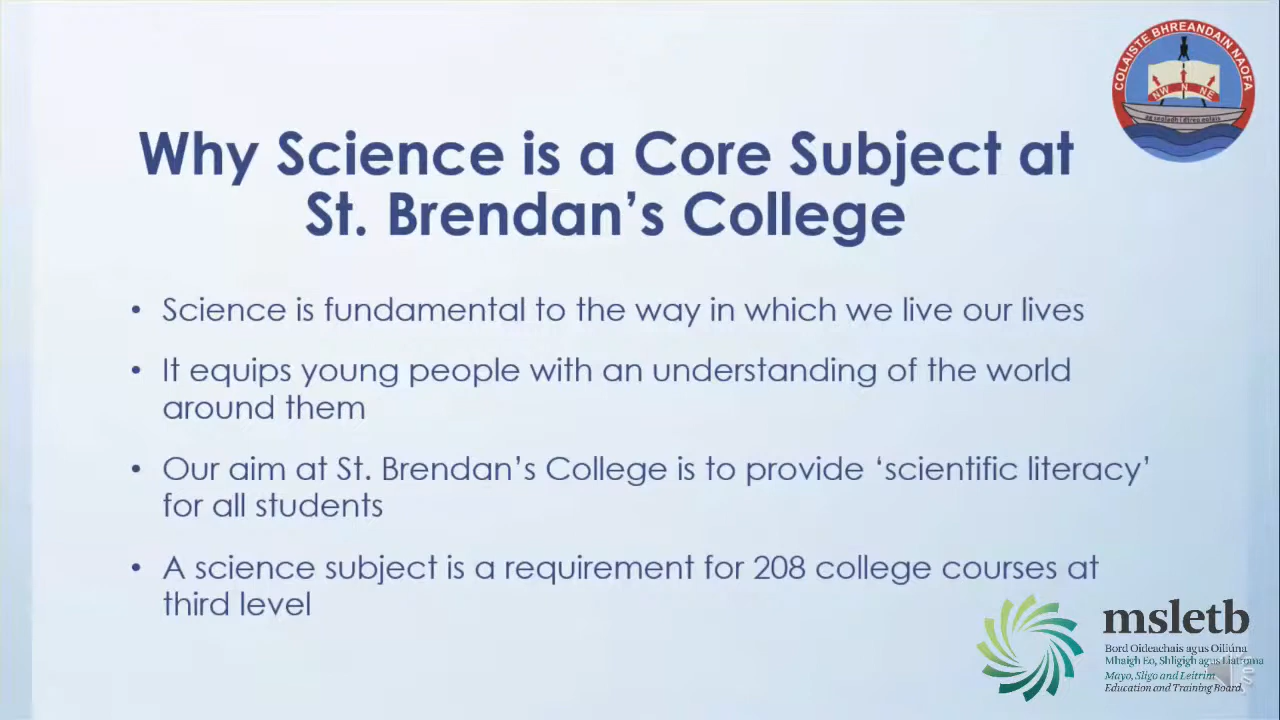 COLAISTE BHREANDAIN NAOFA
NW N NE
Why Science is a Core Subject at
St. Brendan’s College
• Science is fundamental to the way in which we live our lives
• It equips young people with an understanding of the world
around them
• Our aim at St. Brendan’s College is to provide ‘scientific literacy’
for all students
• A science subject is a requirement for 208 college courses at
third level
msletb
Bord Oideachais agus Oiliúna
Mhaigh Eo, Shligigh agus Liatroma
Mayo, Sligo and Leitrim
Education and Training Board